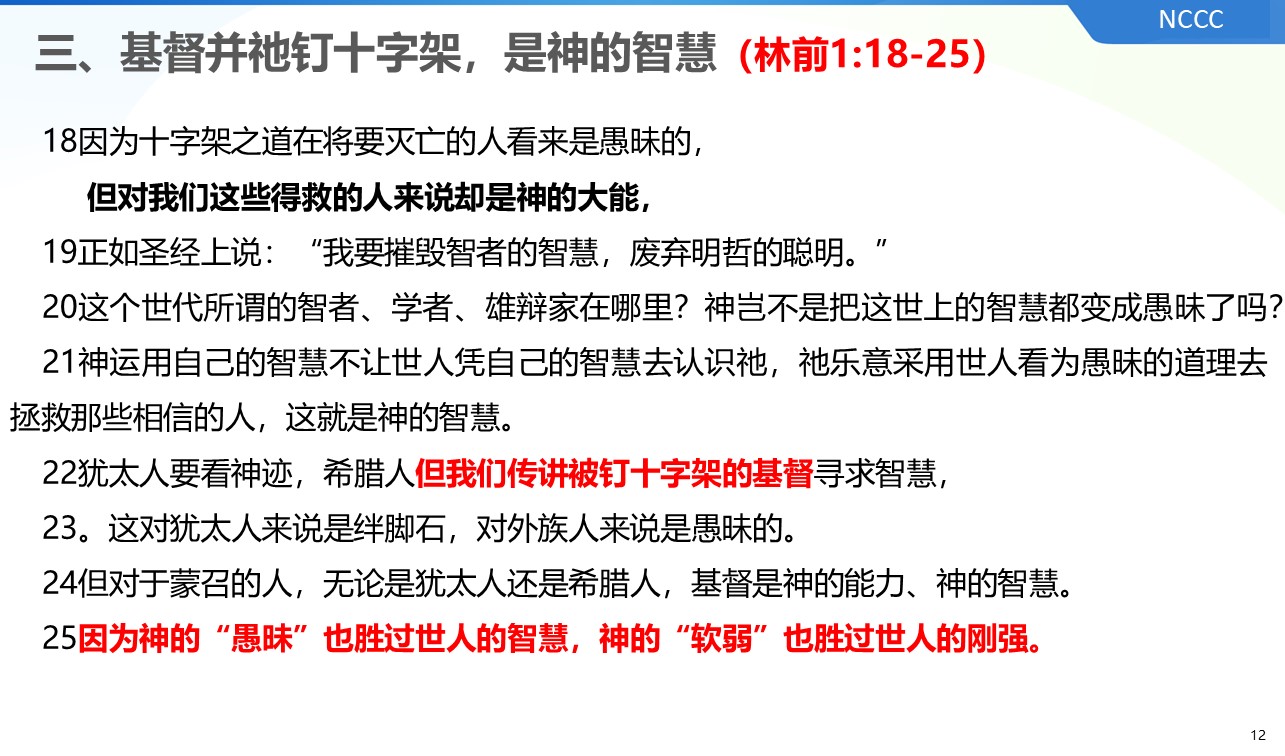 NCCC
三、基督并祂钉十字架，是神的智慧 (林前1:18-25)
18因为十字架之道在将要灭亡的人看来是愚昧的，
但对我们这些得救的人来说却是神的大能，
19正如圣经上说：“我要摧毁智者的智慧，废弃明哲的聪明。”
20这个世代所谓的智者、学者、雄辩家在哪里？神岂不是把这世上的智慧都变成愚昧了吗？
21神运用自己的智慧不让世人凭自己的智慧去认识祂，祂乐意采用世人看为愚昧的道理去
拯救那些相信的人，这就是神的智慧。
22犹太人要看神迹，希腊人但我们传讲被钉十字架的基督寻求智慧，
23。这对犹太人来说是绊脚石，对外族人来说是愚昧的。
24但对于蒙召的人，无论是犹太人还是希腊人，基督是神的能力、神的智慧。
25因为神的“愚昧”也胜过世人的智慧，神的“软弱”也胜过世人的刚强。
12